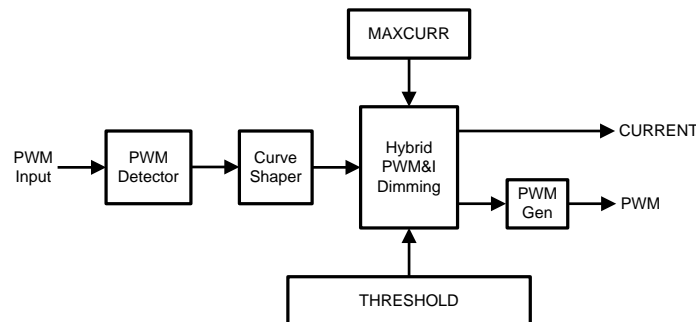 MAXCURR
PWM
Input
PWM
Detector
Curve
Shaper
Hybrid
PWM&I
Dimming
CURRENT
PWM
Gen
PWM
THRESHOLD